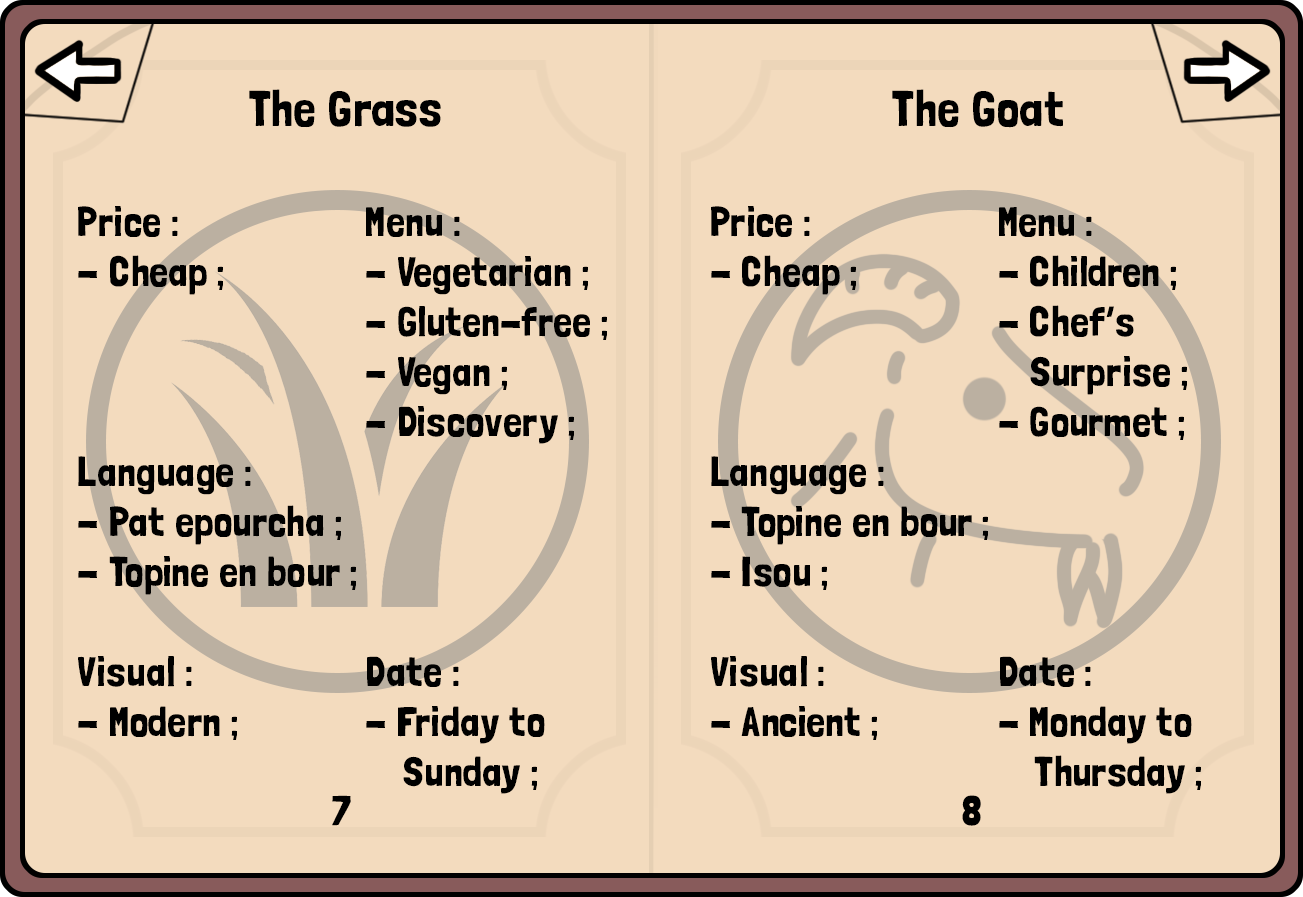 The Grass
Price :
– Cheap ;
Menu :
– Vegetarian ;
– Gluten–free ;
– Vegan ;
– Discovery ;
Language :
– Pat epourcha ;
– Topine en bour ;
Visual :
– Modern ;
Date :
– Friday to
Sunday ;
7
The Goat
Price :
– Cheap ;
Menu :
– Children ;
– Chef's
Surprise ;
– Gourmet ;
Language :
– Topine en bour ;
– Isou ;
Visual :
– Ancient ;
Date :
– Monday to
Thursday ;
8